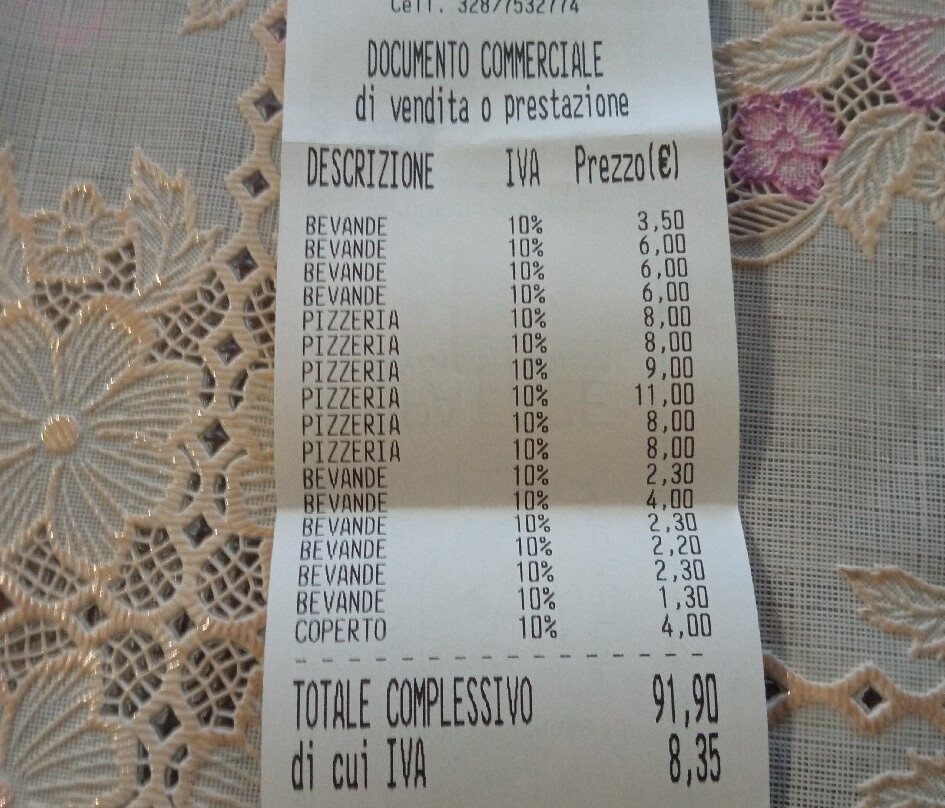 Cell. 32877532774
DOCUMENTO COMMERCIALE
di vendita o prestazione
DESCRIZIONE IVA Prezzo(€)
BEVANDE 10% 3,50
BEVANDE 10% 6,00
BEVANDE 10% 6,00
BEVANDE 10% 6,00
PIZZERIA 10% 8,00
PIZZERIA 10% 8,00
PIZZERIA 10% 9,00
PIZZERIA 10% 11,00
PIZZERIA 10% 8,00
PIZZERIA 10% 8,00
BEVANDE 10% 2,30
BEVANDE 10% 4,00
BEVANDE 10% 2,30
BEVANDE 10% 2,20
BEVANDE 10% 2,30
BEVANDE 10% 1,30
COPERTO 10% 4,00
TOTALE COMPLESSIVO 91,90
di cui IVA 8,35